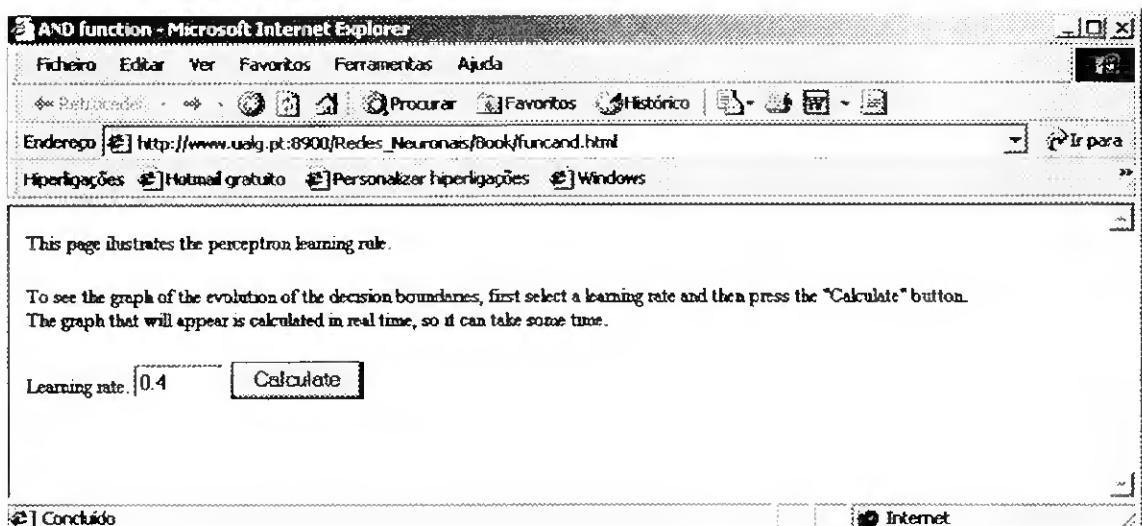 AND function - Microsoft Internet Explorer
Ficheiro Editar Ver Favoritos Ferramentas Ajuda
Retroceder Procurar Favoritos Histórico
Endereço http://www.ualg.pt:8900/Redes_Neuronais/Book/funcand.html Ir para
Hiperligações Hotmail gratuito Personalizar hiperligações Windows »
This page ilustrates the perceptron learning rule.
To see the graph of the evolution of the decision boundaries, first select a learning rate and then press the "Calculate" button.
The graph that will appear is calculated in real time, so it can take some time.
Learning rate. 0.4 Calculate
Concluído Internet